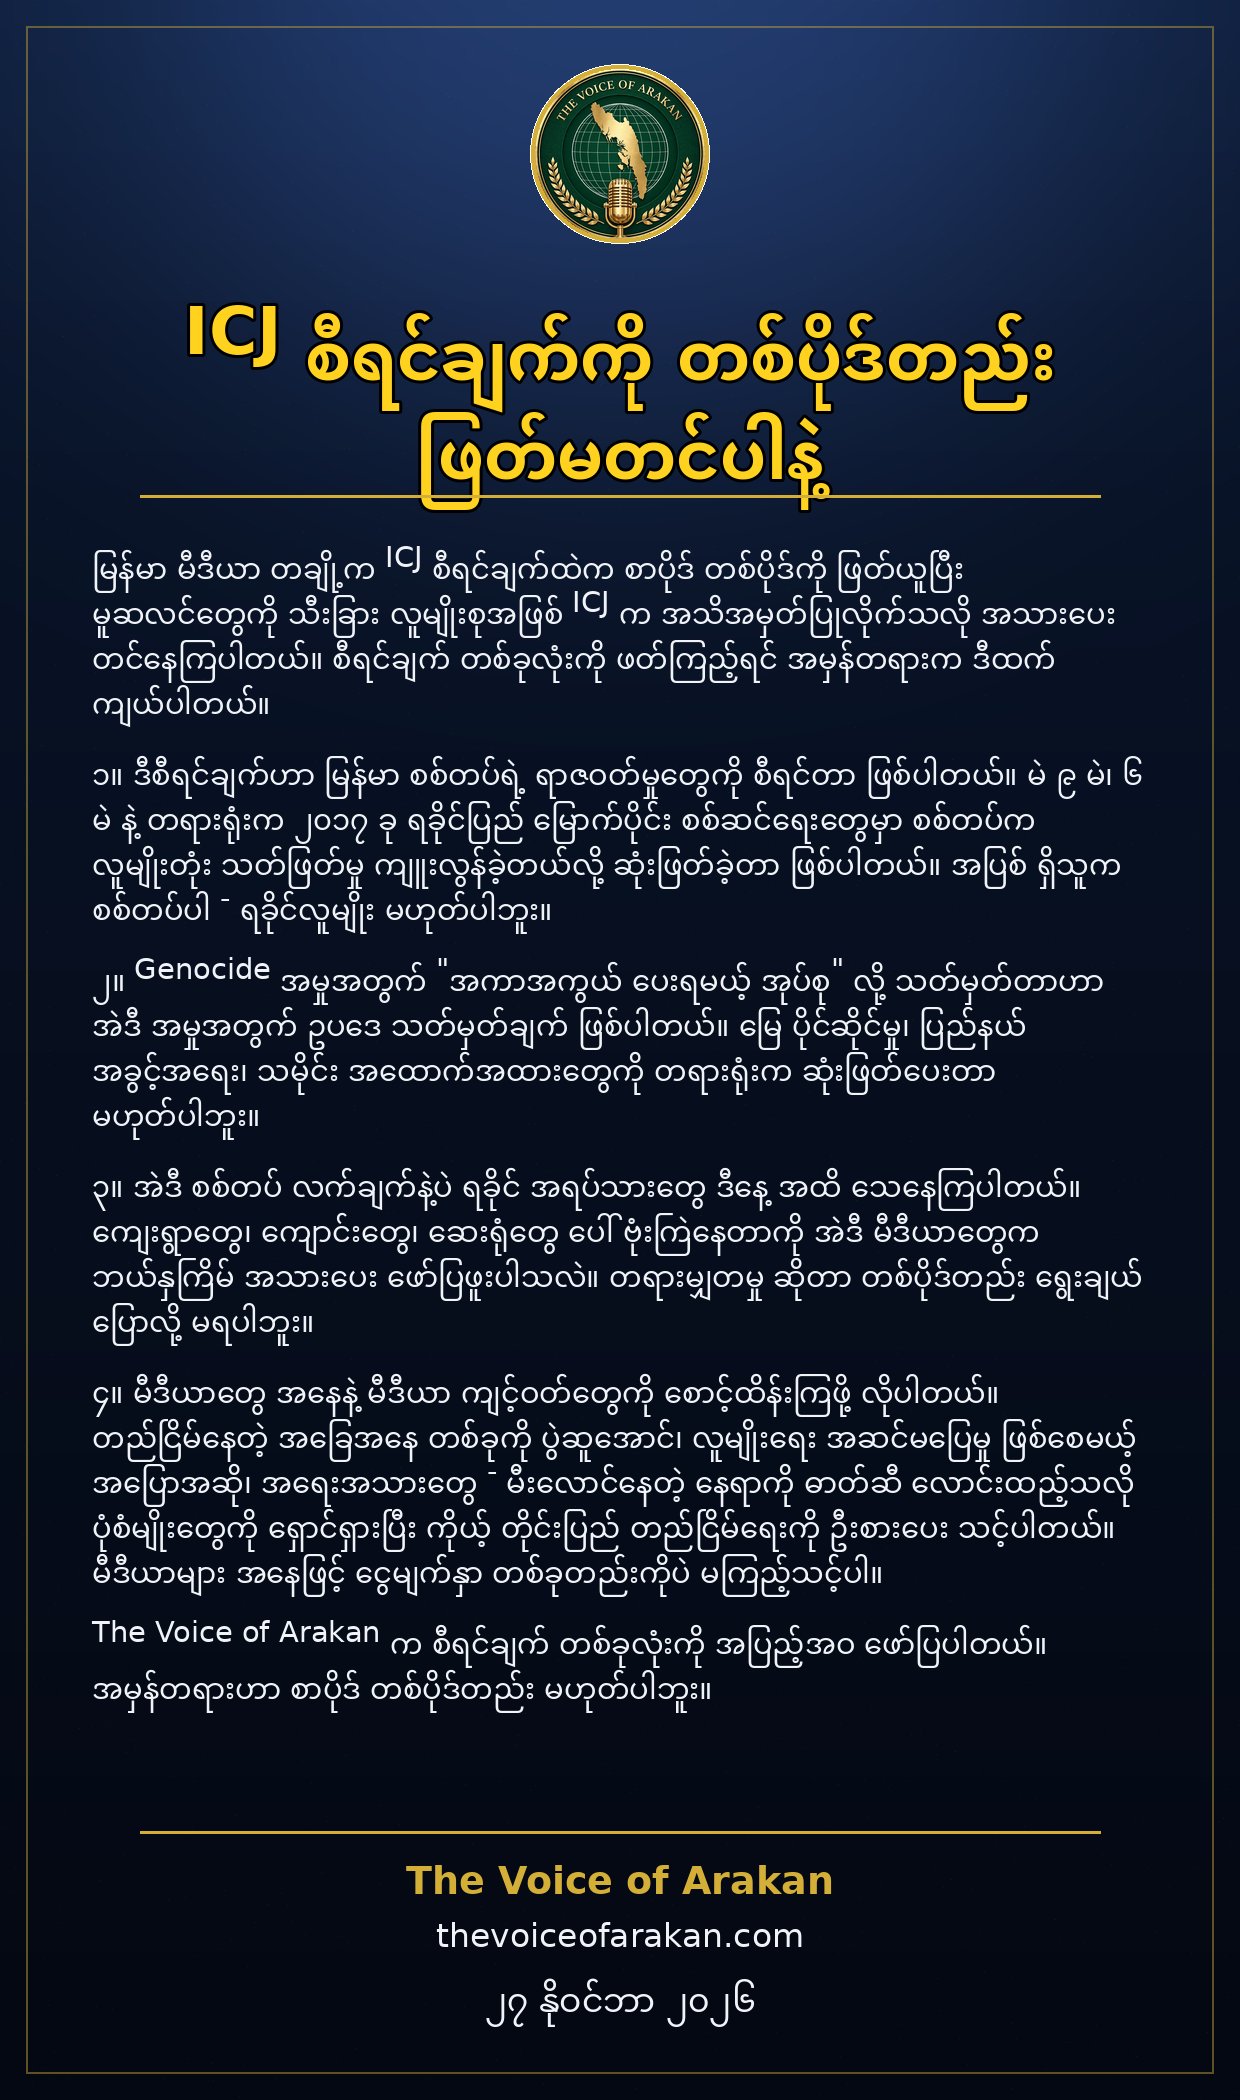 THE VOICE OF ARAKAN
ICJ စီရင်ချက်ကို တစ်ပိုဒ်တည်း
ဖြတ်မတင်ပါနဲ့
မြန်မာ မီဒီယာ တချို့က ICJ စီရင်ချက်ထဲက စာပိုဒ် တစ်ပိုဒ်ကို ဖြတ်ယူပြီး
မူဆလင်တွေကို သီးခြား လူမျိုးစုအဖြစ် ICJ က အသိအမှတ်ပြုလိုက်သလို အသားပေး
တင်နေကြပါတယ်။ စီရင်ချက် တစ်ခုလုံးကို ဖတ်ကြည့်ရင် အမှန်တရားက ဒီထက်
ကျယ်ပါတယ်။
၁။ ဒီစီရင်ချက်ဟာ မြန်မာ စစ်တပ်ရဲ့ ရာဇဝတ်မှုတွေကို စီရင်တာ ဖြစ်ပါတယ်။ မဲ ၉ မဲ၊ ၆
မဲ နဲ့ တရားရုံးက ၂၀၁၇ ခု ရခိုင်ပြည် မြောက်ပိုင်း စစ်ဆင်ရေးတွေမှာ စစ်တပ်က
လူမျိုးတုံး သတ်ဖြတ်မှု ကျူးလွန်ခဲ့တယ်လို့ ဆုံးဖြတ်ခဲ့တာ ဖြစ်ပါတယ်။ အပြစ် ရှိသူက
စစ်တပ်ပါ - ရခိုင်လူမျိုး မဟုတ်ပါဘူး။
၂။ Genocide အမှုအတွက် "အကာအကွယ် ပေးရမယ့် အုပ်စု" လို့ သတ်မှတ်တာဟာ
အဲဒီ အမှုအတွက် ဥပဒေ သတ်မှတ်ချက် ဖြစ်ပါတယ်။ မြေ ပိုင်ဆိုင်မှု၊ ပြည်နယ်
အခွင့်အရေး၊ သမိုင်း အထောက်အထားတွေကို တရားရုံးက ဆုံးဖြတ်ပေးတာ
မဟုတ်ပါဘူး။
၃။ အဲဒီ စစ်တပ် လက်ချက်နဲ့ပဲ ရခိုင် အရပ်သားတွေ ဒီနေ့ အထိ သေနေကြပါတယ်။
ကျေးရွာတွေ၊ ကျောင်းတွေ၊ ဆေးရုံတွေ ပေါ် ဗုံးကြဲနေတာကို အဲဒီ မီဒီယာတွေက
ဘယ်နှကြိမ် အသားပေး ဖော်ပြဖူးပါသလဲ။ တရားမျှတမှု ဆိုတာ တစ်ပိုဒ်တည်း ရွေးချယ်
ပြောလို့ မရပါဘူး။
၄။ မီဒီယာတွေ အနေနဲ့ မီဒီယာ ကျင့်ဝတ်တွေကို စောင့်ထိန်းကြဖို့ လိုပါတယ်။
တည်ငြိမ်နေတဲ့ အခြေအနေ တစ်ခုကို ပွဲဆူအောင်၊ လူမျိုးရေး အဆင်မပြေမှု ဖြစ်စေမယ့်
အပြောအဆို၊ အရေးအသားတွေ - မီးလောင်နေတဲ့ နေရာကို ဓာတ်ဆီ လောင်းထည့်သလို
ပုံစံမျိုးတွေကို ရှောင်ရှားပြီး ကိုယ့် တိုင်းပြည် တည်ငြိမ်ရေးကို ဦးစားပေး သင့်ပါတယ်။
မီဒီယာများ အနေဖြင့် ငွေမျက်နှာ တစ်ခုတည်းကိုပဲ မကြည့်သင့်ပါ။
The Voice of Arakan က စီရင်ချက် တစ်ခုလုံးကို အပြည့်အဝ ဖော်ပြပါတယ်။
အမှန်တရားဟာ စာပိုဒ် တစ်ပိုဒ်တည်း မဟုတ်ပါဘူး။
The Voice of Arakan
thevoiceofarakan.com
၂၇ နိုဝင်ဘာ ၂၀၂၆